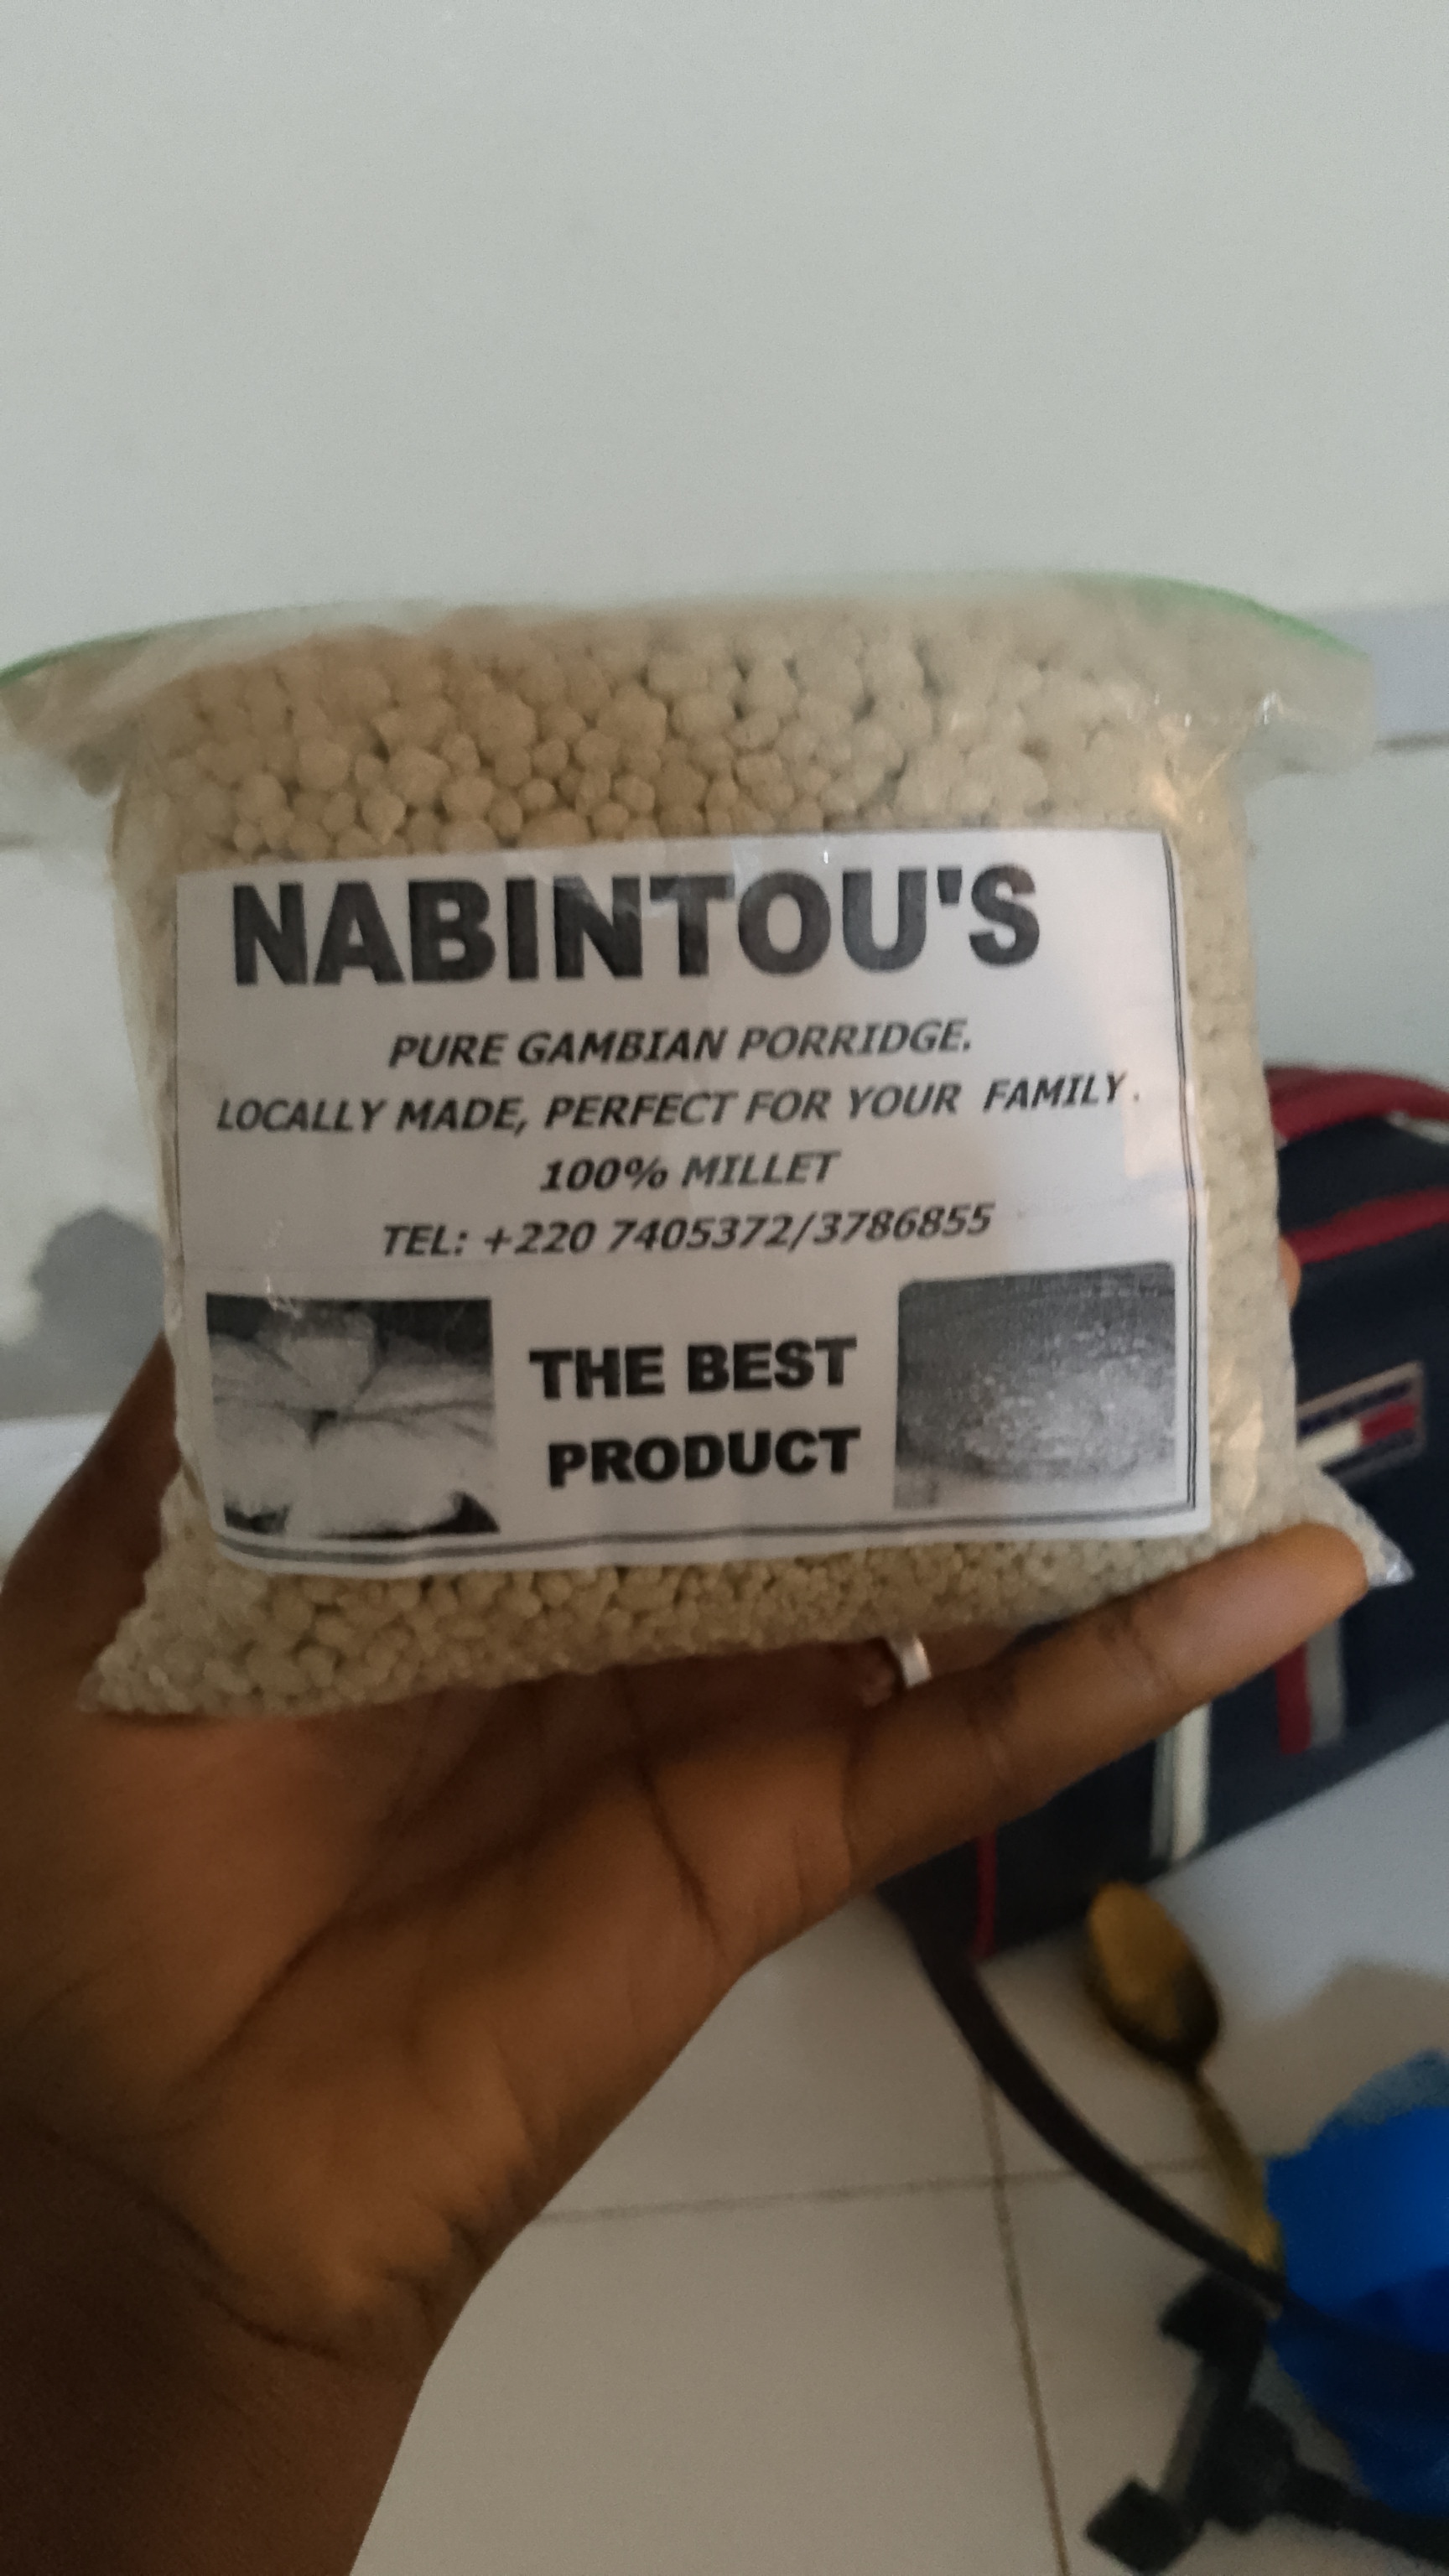 NABINTOU'S
PURE GAMBIAN PORRIDGE.
LOCALLY MADE, PERFECT FOR YOUR FAMILY.
100% MILLET
TEL: +220 7405372/3786855
THE BEST
PRODUCT